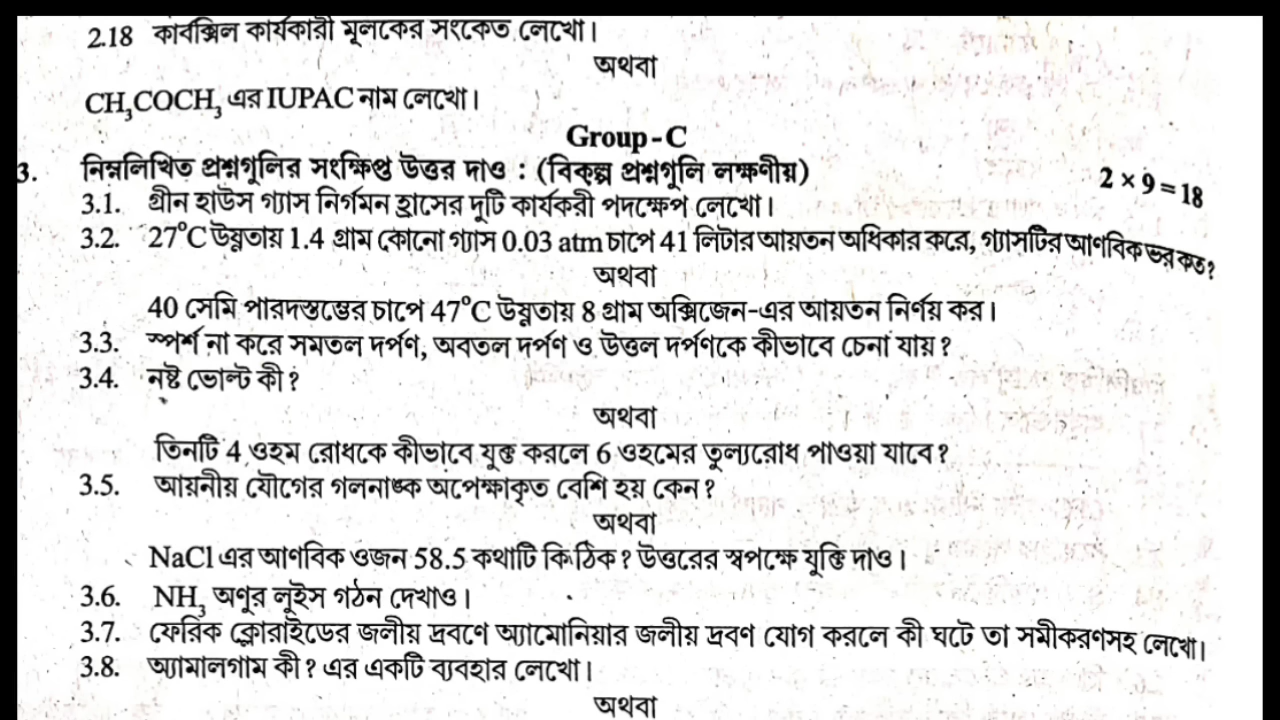 2.18 কার্বক্সিল কার্যকারী মূলকের সংকেত লেখো।
অথবা
CH₃COCH₃ এর IUPAC নাম লেখো।
Group - C
3. নিম্নলিখিত প্রশ্নগুলির সংক্ষিপ্ত উত্তর দাও : (বিকল্প প্রশ্নগুলি লক্ষণীয়) 2 × 9 = 18
3.1. গ্রীন হাউস গ্যাস নির্গমন হ্রাসের দুটি কার্যকরী পদক্ষেপ লেখো।
3.2. 27°C উষ্ণতায় 1.4 গ্রাম কোনো গ্যাস 0.03 atm চাপে 41 লিটার আয়তন অধিকার করে, গ্যাসটির আণবিক ভর কত?
অথবা
40 সেমি পারদস্তম্ভের চাপে 47°C উষ্ণতায় 8 গ্রাম অক্সিজেন-এর আয়তন নির্ণয় কর।
3.3. স্পর্শ না করে সমতল দর্পণ, অবতল দর্পণ ও উত্তল দর্পণকে কীভাবে চেনা যায় ?
3.4. নষ্ট ভোল্ট কী ?
অথবা
তিনটি 4 ওহম রোধকে কীভাবে যুক্ত করলে 6 ওহমের তুল্যরোধ পাওয়া যাবে ?
3.5. আয়নীয় যৌগের গলনাঙ্ক অপেক্ষাকৃত বেশি হয় কেন ?
অথবা
NaCl এর আণবিক ওজন 58.5 কথাটি কি ঠিক ? উত্তরের স্বপক্ষে যুক্তি দাও।
3.6. NH₃ অণুর লুইস গঠন দেখাও।
3.7. ফেরিক ক্লোরাইডের জলীয় দ্রবণে অ্যামোনিয়ার জলীয় দ্রবণ যোগ করলে কী ঘটে তা সমীকরণসহ লেখো।
3.8. অ্যামালগাম কী ? এর একটি ব্যবহার লেখো।
অথবা